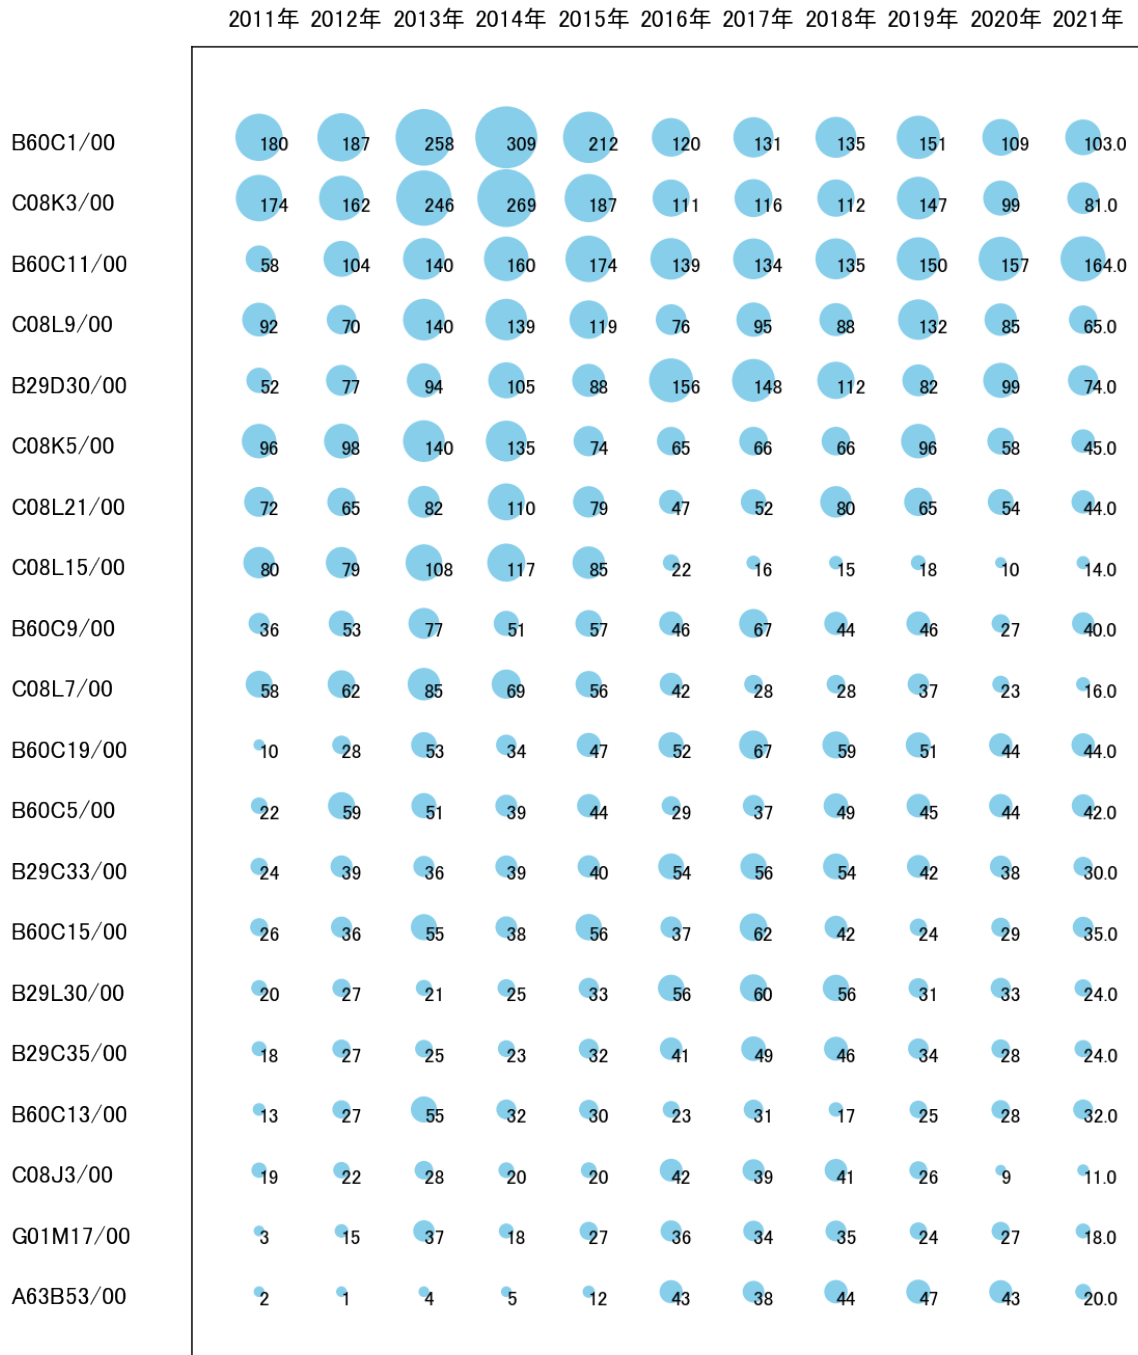 2011年 2012年 2013年 2014年 2015年 2016年 2017年 2018年 2019年 2020年 2021年
B60C1/00 180 187 258 309 212 120 131 135 151 109 103.0
C08K3/00 174 162 246 269 187 111 116 112 147 99 81.0
B60C11/00 58 104 140 160 174 139 134 135 150 157 164.0
C08L9/00 92 70 140 139 119 76 95 88 132 85 65.0
B29D30/00 52 77 94 105 88 156 148 112 82 99 74.0
C08K5/00 96 98 140 135 74 65 66 66 96 58 45.0
C08L21/00 72 65 82 110 79 47 52 80 65 54 44.0
C08L15/00 80 79 108 117 85 22 16 15 18 10 14.0
B60C9/00 36 53 77 51 57 46 67 44 46 27 40.0
C08L7/00 58 62 85 69 56 42 28 28 37 23 16.0
B60C19/00 10 28 53 34 47 52 67 59 51 44 44.0
B60C5/00 22 59 51 39 44 29 37 49 45 44 42.0
B29C33/00 24 39 36 39 40 54 56 54 42 38 30.0
B60C15/00 26 36 55 38 56 37 62 42 24 29 35.0
B29L30/00 20 27 21 25 33 56 60 56 31 33 24.0
B29C35/00 18 27 25 23 32 41 49 46 34 28 24.0
B60C13/00 13 27 55 32 30 23 31 17 25 28 32.0
C08J3/00 19 22 28 20 20 42 39 41 26 9 11.0
G01M17/00 3 15 37 18 27 36 34 35 24 27 18.0
A63B53/00 2 1 4 5 12 43 38 44 47 43 20.0